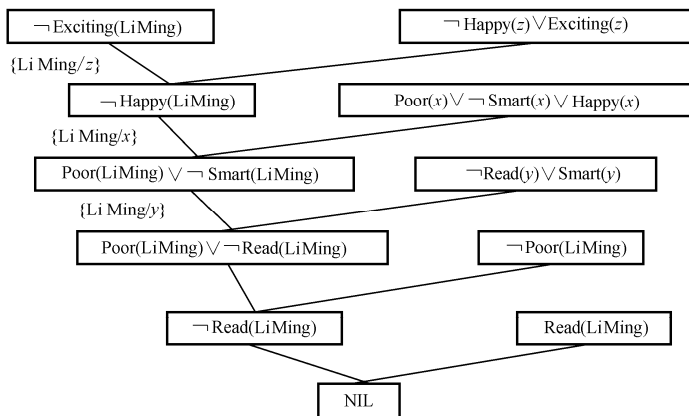 ¬ Exciting(LiMing)
¬ Happy(z)∨Exciting(z)
{Li Ming/z}
¬ Happy(LiMing)
Poor(x)∨ ¬ Smart(x)∨Happy(x)
{Li Ming/x}
Poor(LiMing) ∨ ¬ Smart(LiMing)
¬Read(y)∨Smart(y)
{Li Ming/y}
Poor(LiMing)∨ ¬Read(LiMing)
¬Poor(LiMing)
¬ Read(LiMing)
Read(LiMing)
NIL